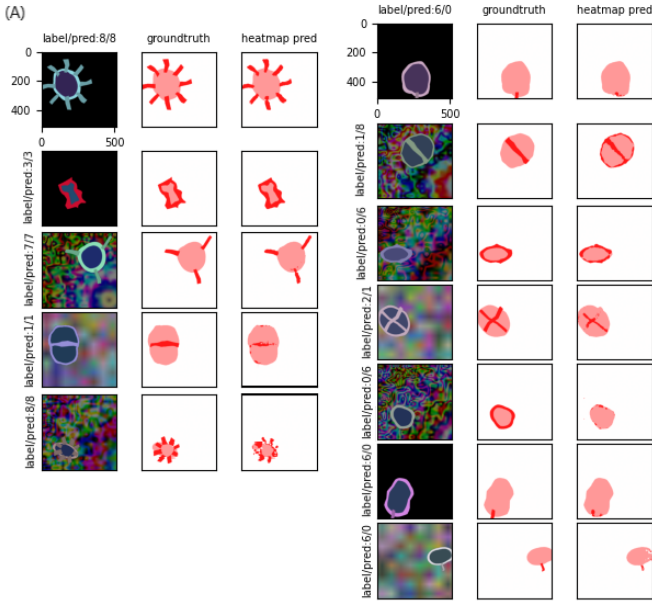 (A)
label/pred:8/8 groundtruth heatmap pred
0
200
400
0 500
label/pred:3/3
label/pred:7/7
label/pred:1/1
label/pred:8/8
label/pred:6/0 groundtruth heatmap pred
0
200
400
0 500
label/pred:1/8
label/pred:0/6
label/pred:2/1
label/pred:0/6
label/pred:6/0
label/pred:6/0